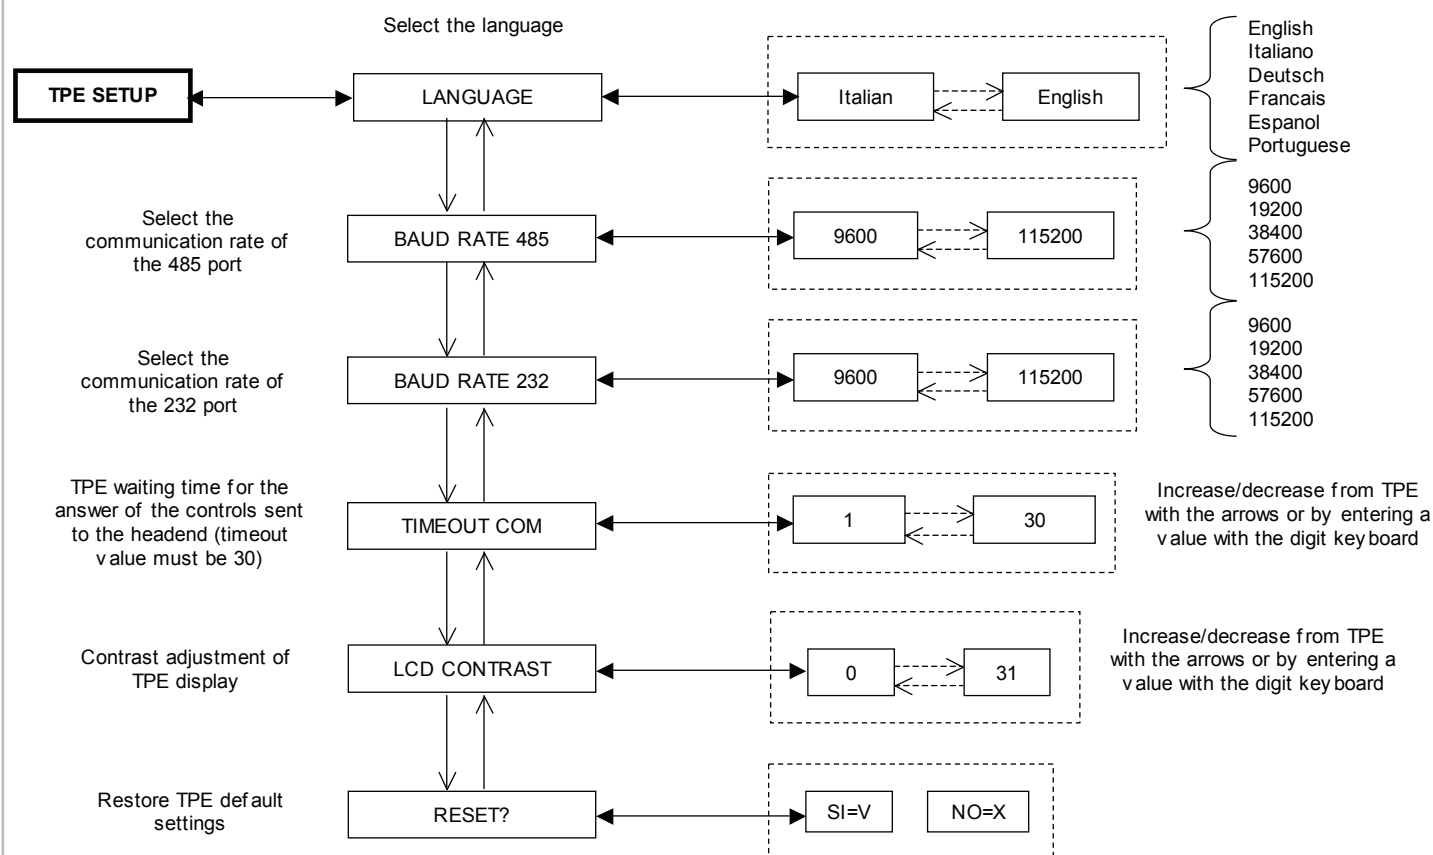 Select the language
TPE SETUP
LANGUAGE
Italian
English
English
Italiano
Deutsch
Francais
Espanol
Portuguese
Select the
communication rate of
the 485 port
BAUD RATE 485
9600
115200
9600
19200
38400
57600
115200
Select the
communication rate of
the 232 port
BAUD RATE 232
9600
115200
9600
19200
38400
57600
115200
TPE waiting time for the
answer of the controls sent
to the headend (timeout
value must be 30)
TIMEOUT COM
1
30
Increase/decrease from TPE
with the arrows or by entering a
value with the digit keyboard
Contrast adjustment of
TPE display
LCD CONTRAST
0
31
Increase/decrease from TPE
with the arrows or by entering a
value with the digit keyboard
Restore TPE default
settings
RESET?
SI=V
NO=X